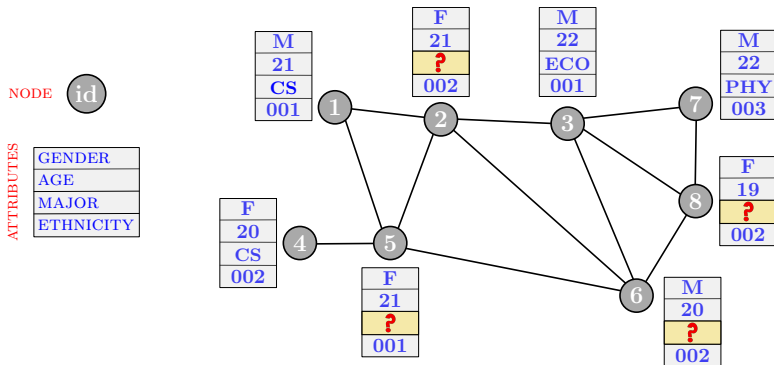 NODE
id
ATTRIBUTES
GENDER
AGE
MAJOR
ETHNICITY
M
21
CS
001
1
F
21
?
002
2
M
22
ECO
001
3
M
22
PHY
003
7
F
20
CS
002
4
F
21
?
001
5
M
20
?
002
6
F
19
?
002
8